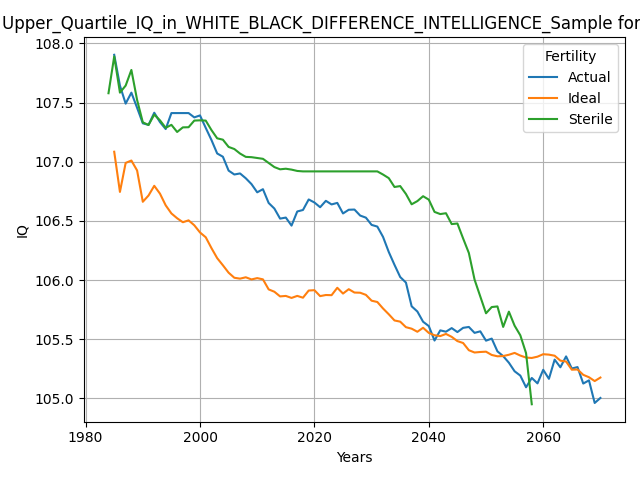 Upper_Quartile_IQ_in_WHITE_BLACK_DIFFERENCE_INTELLIGENCE_Sample for
108.0
107.5
107.0
106.5
106.0
105.5
105.0
IQ
Fertility
Actual
Ideal
Sterile
1980
2000
2020
2040
2060
Years